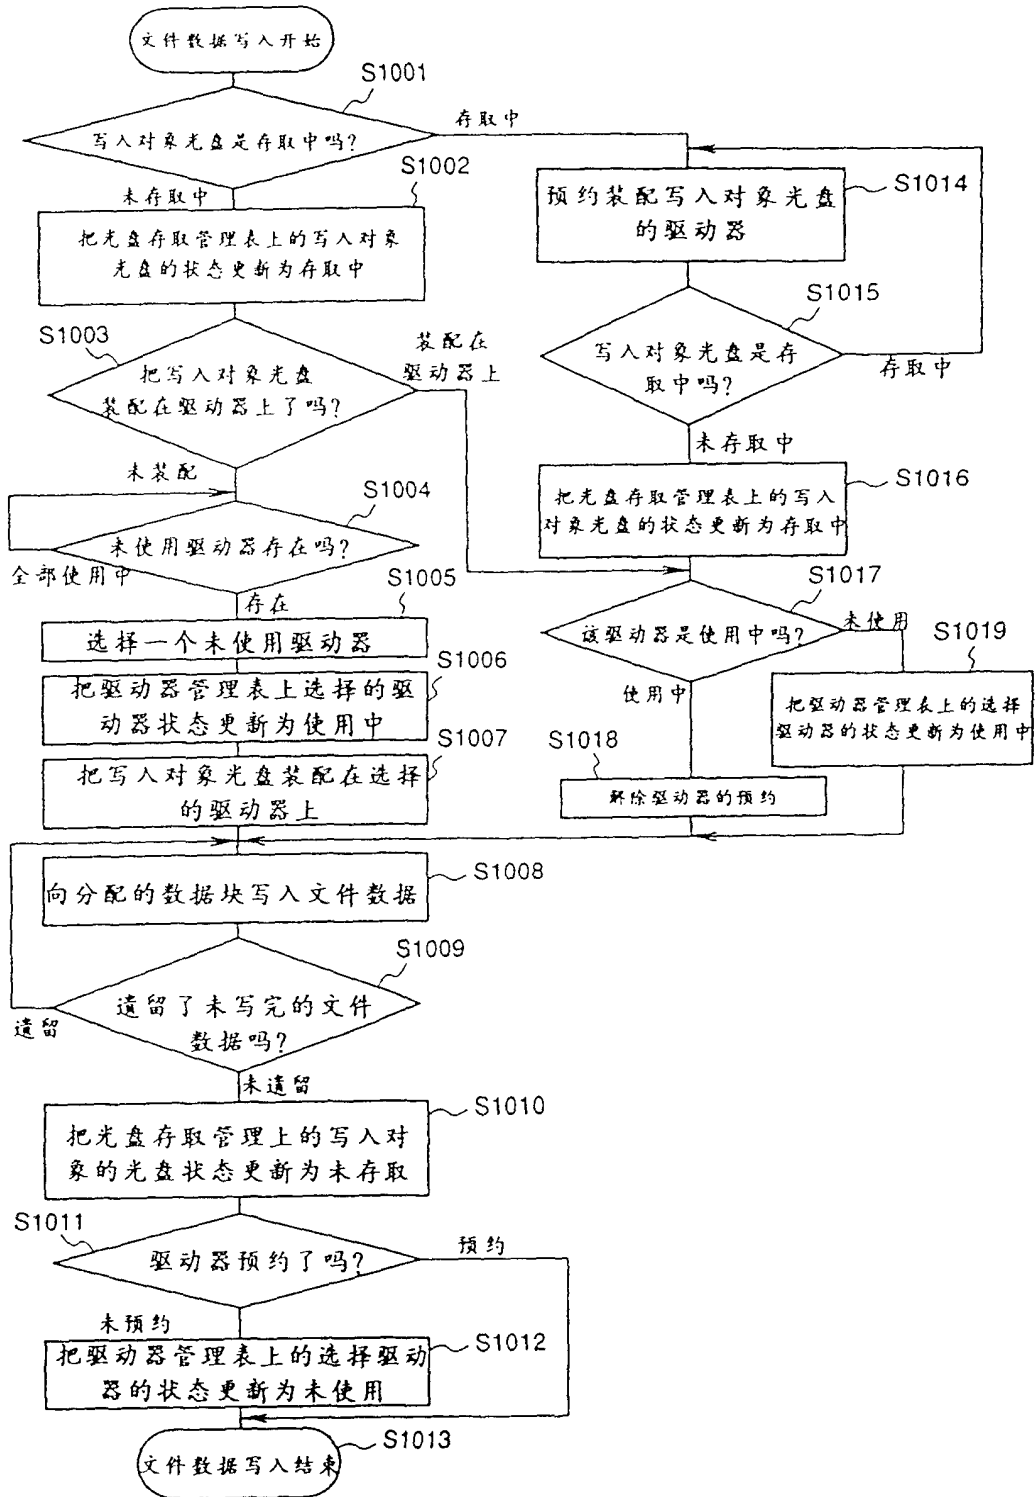 文件数据写入开始
S1001
写入对象光盘是存取中吗?
存取中
未存取中
S1002
把光盘存取管理表上的写入对象
光盘的状态更新为存取中
S1003
把写入对象光盘
装配在驱动器上了吗?
装配在
驱动器上
未装配
S1004
未使用驱动器存在吗?
全部使用中
存在
S1005
选择一个未使用驱动器
S1006
把驱动器管理表上选择的驱
动器状态更新为使用中
S1007
把写入对象光盘装配在选择
的驱动器上
S1008
向分配的数据块写入文件数据
S1009
遗留了未写完的文件
数据吗?
遗留
未遗留
S1010
把光盘存取管理上的写入对
象的光盘状态更新为未存取
S1011
驱动器预约了吗?
预约
未预约
S1012
把驱动器管理表上的选择驱动
器的状态更新为未使用
S1013
文件数据写入结束
S1014
预约装配写入对象光盘
的驱动器
S1015
写入对象光盘是存
取中吗?
存取中
未存取中
S1016
把光盘存取管理表上的写入
对象光盘的状态更新为存取中
S1017
该驱动器是使用中吗?
未使用
使用中
S1018
解除驱动器的预约
S1019
把驱动器管理表上的选择
驱动器的状态更新为使用中